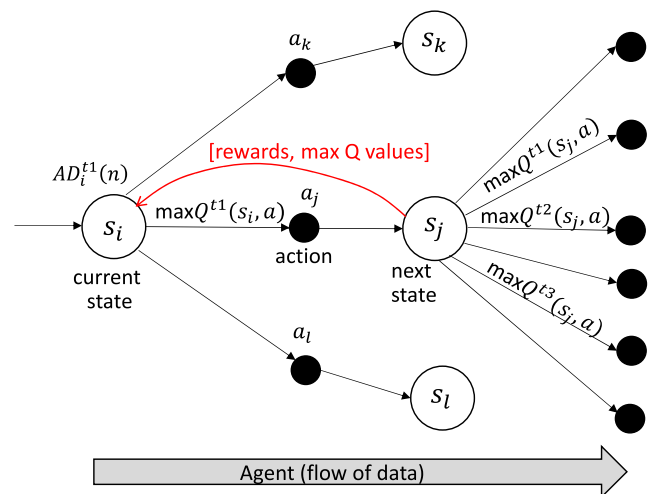 a_k
s_k
[rewards, max Q values]
AD_i^{t1}(n)
maxQ^{t1}(s_j, a)
s_i
maxQ^{t1}(s_i, a)
a_j
s_j
maxQ^{t2}(s_j, a)
current
state
action
next
state
maxQ^{t3}(s_j, a)
a_l
s_l
Agent (flow of data)